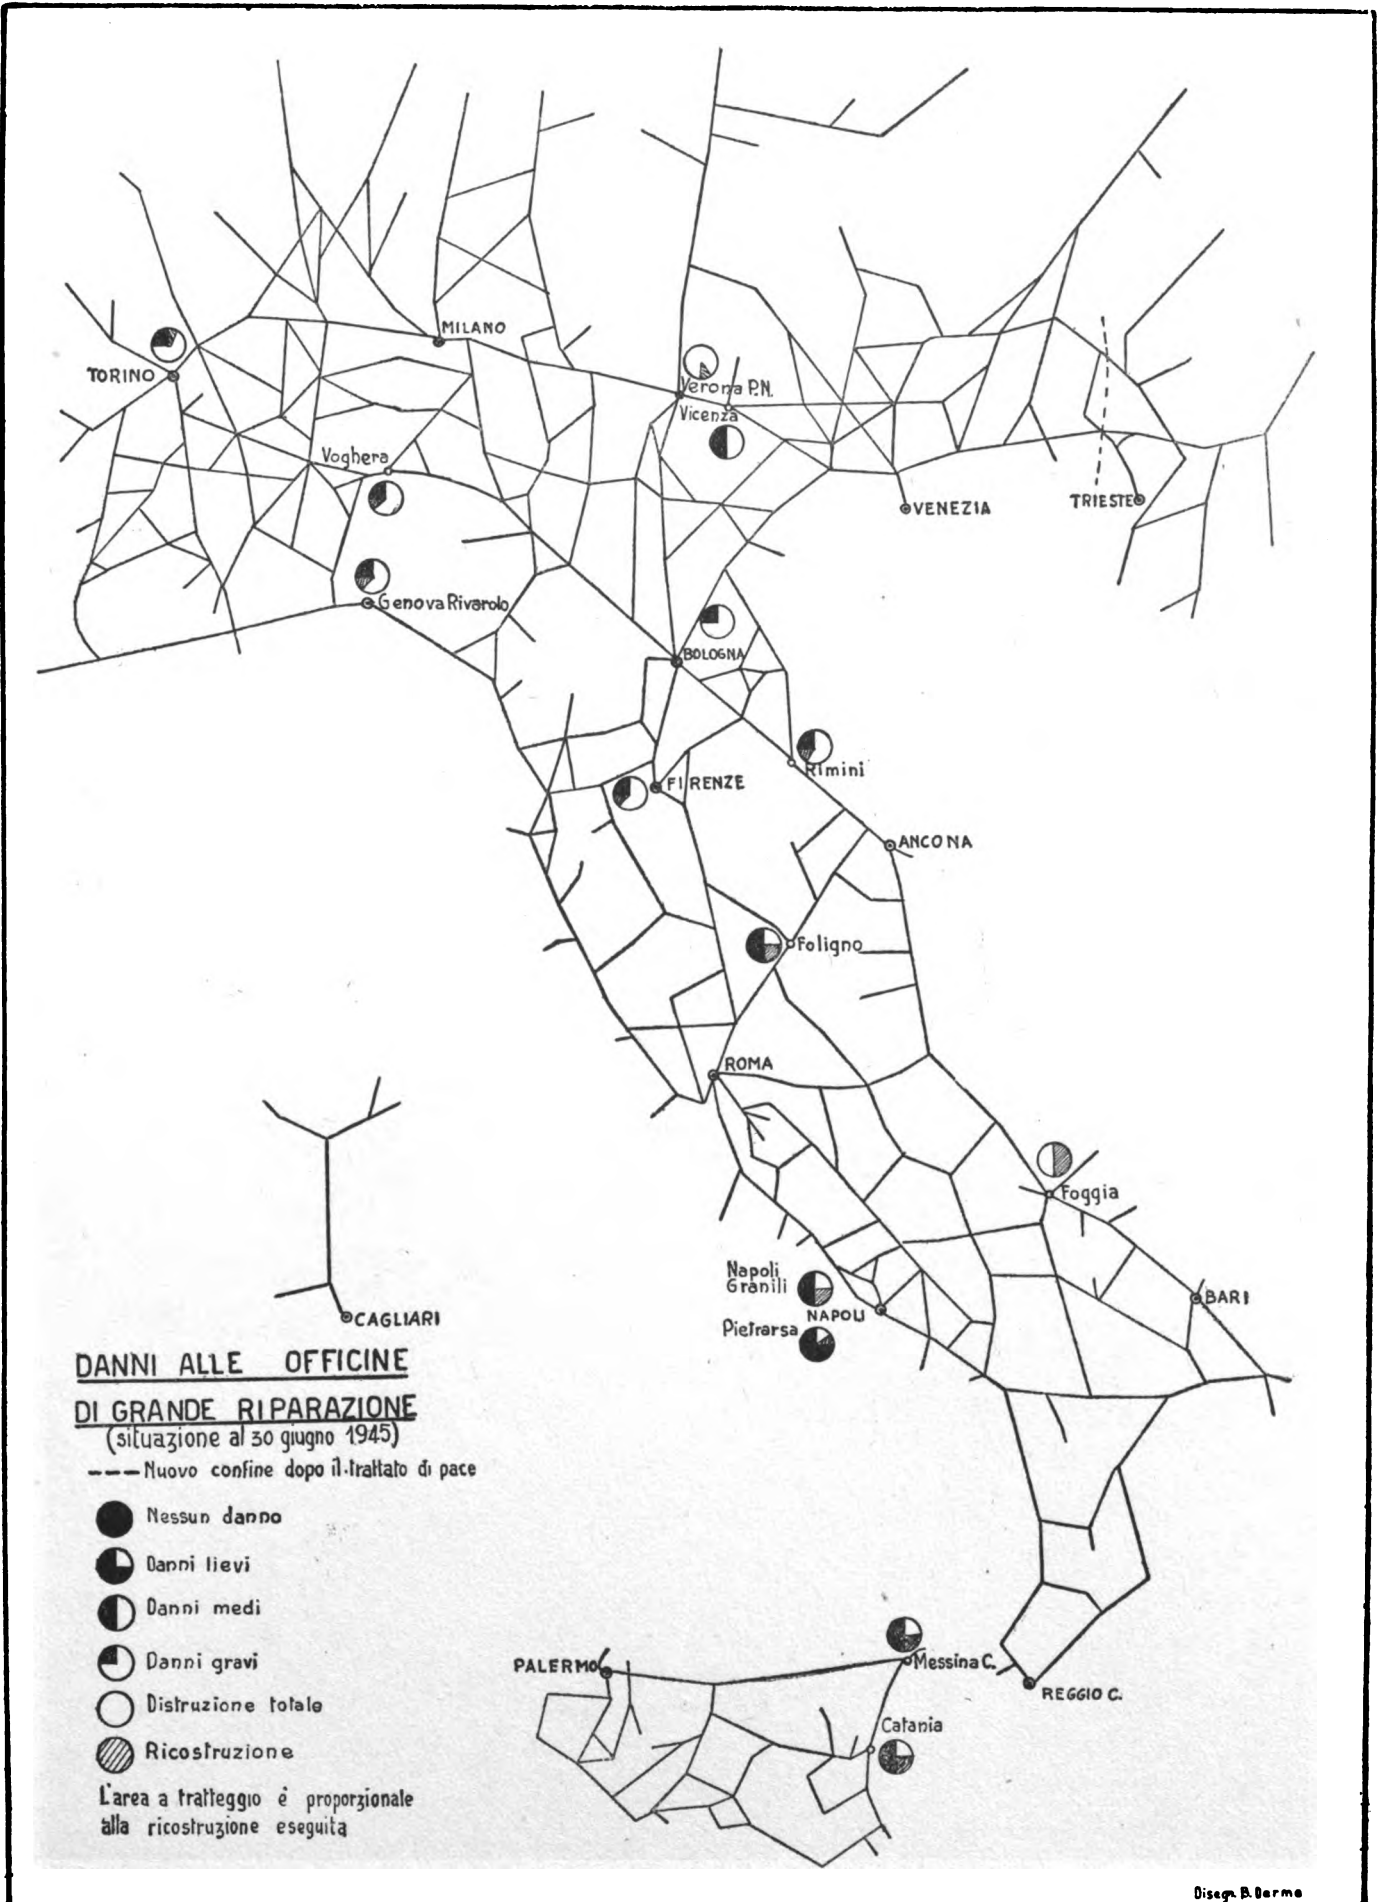 MILANO
TORINO
Verona P.N.
Vicenza
Voghera
VENEZIA
TRIESTE
Genova Rivarolo
BOLOGNA
Rimini
FIRENZE
ANCONA
Foligno
ROMA
Foggia
Napoli
Granili
NAPOLI
Pietrarsa
BARI
CAGLIARI
DANNI ALLE OFFICINE
DI GRANDE RIPARAZIONE
(situazione al 30 giugno 1945)
--- Nuovo confine dopo il trattato di pace
Nessun danno
Danni lievi
Danni medi
Danni gravi
Distruzione totale
Ricostruzione
L'area a tratteggio é proporzionale
alla ricostruzione eseguita
PALERMO
Messina C.
REGGIO C.
Catania
Disegn. B. Darma